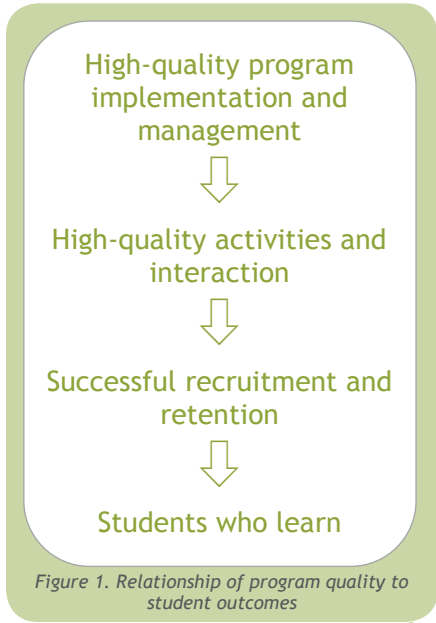 High-quality program
implementation and
management
High-quality activities and
interaction
Successful recruitment and
retention
Students who learn
Figure 1. Relationship of program quality to
student outcomes